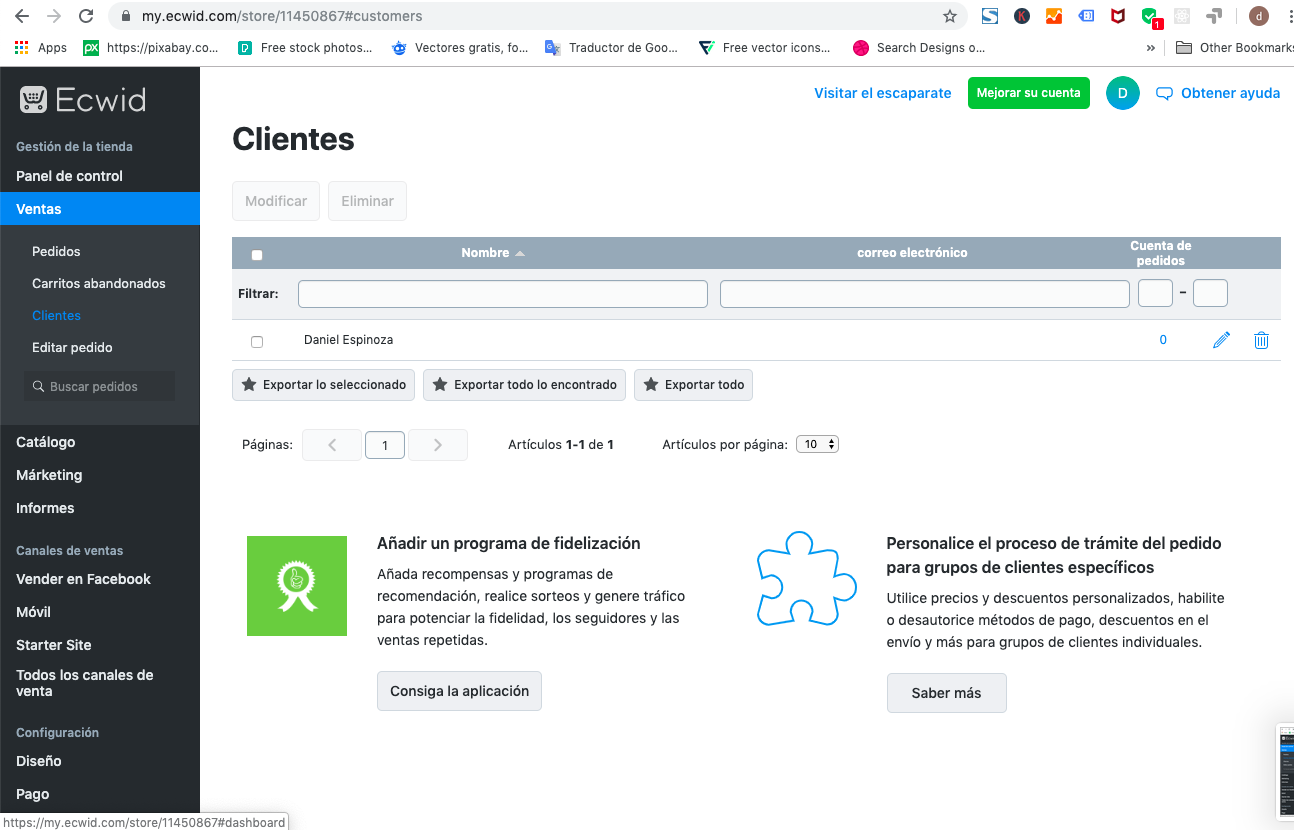 my.ecwid.com/store/11450867#customers
1
d
Apps
https://pixabay.co...
Free stock photos...
Vectores gratis, fo...
Traductor de Goo...
Free vector icons...
Search Designs o...
»
Other Bookmarks
Ecwid
Visitar el escaparate
Mejorar su cuenta
D
Obtener ayuda
Gestión de la tienda
Panel de control
Ventas
Pedidos
Carritos abandonados
Clientes
Editar pedido
Buscar pedidos
Catálogo
Márketing
Informes
Canales de ventas
Vender en Facebook
Móvil
Starter Site
Todos los canales de
venta
Configuración
Diseño
Pago
Clientes
Modificar
Eliminar
Nombre
correo electrónico
Cuenta de
pedidos
Filtrar:
–
Daniel Espinoza
0
Exportar lo seleccionado
Exportar todo lo encontrado
Exportar todo
Páginas:
1
Artículos 1-1 de 1
Artículos por página:
10
Añadir un programa de fidelización
Añada recompensas y programas de
recomendación, realice sorteos y genere tráfico
para potenciar la fidelidad, los seguidores y las
ventas repetidas.
Consiga la aplicación
Personalice el proceso de trámite del pedido
para grupos de clientes específicos
Utilice precios y descuentos personalizados, habilite
o desautorice métodos de pago, descuentos en el
envío y más para grupos de clientes individuales.
Saber más
https://my.ecwid.com/store/11450867#dashboard